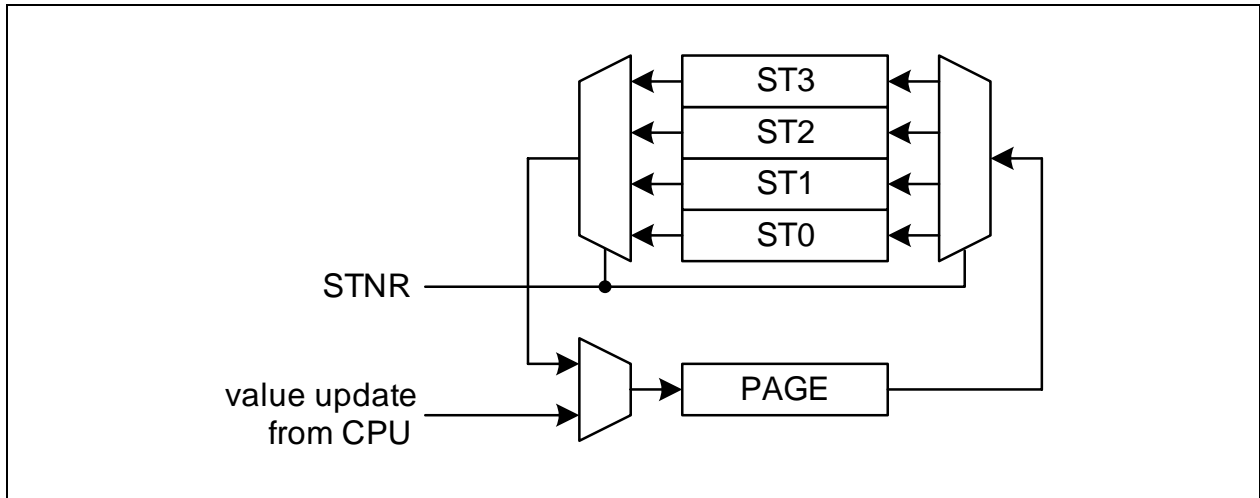 ST3
ST2
ST1
ST0
STNR
value update
from CPU
PAGE